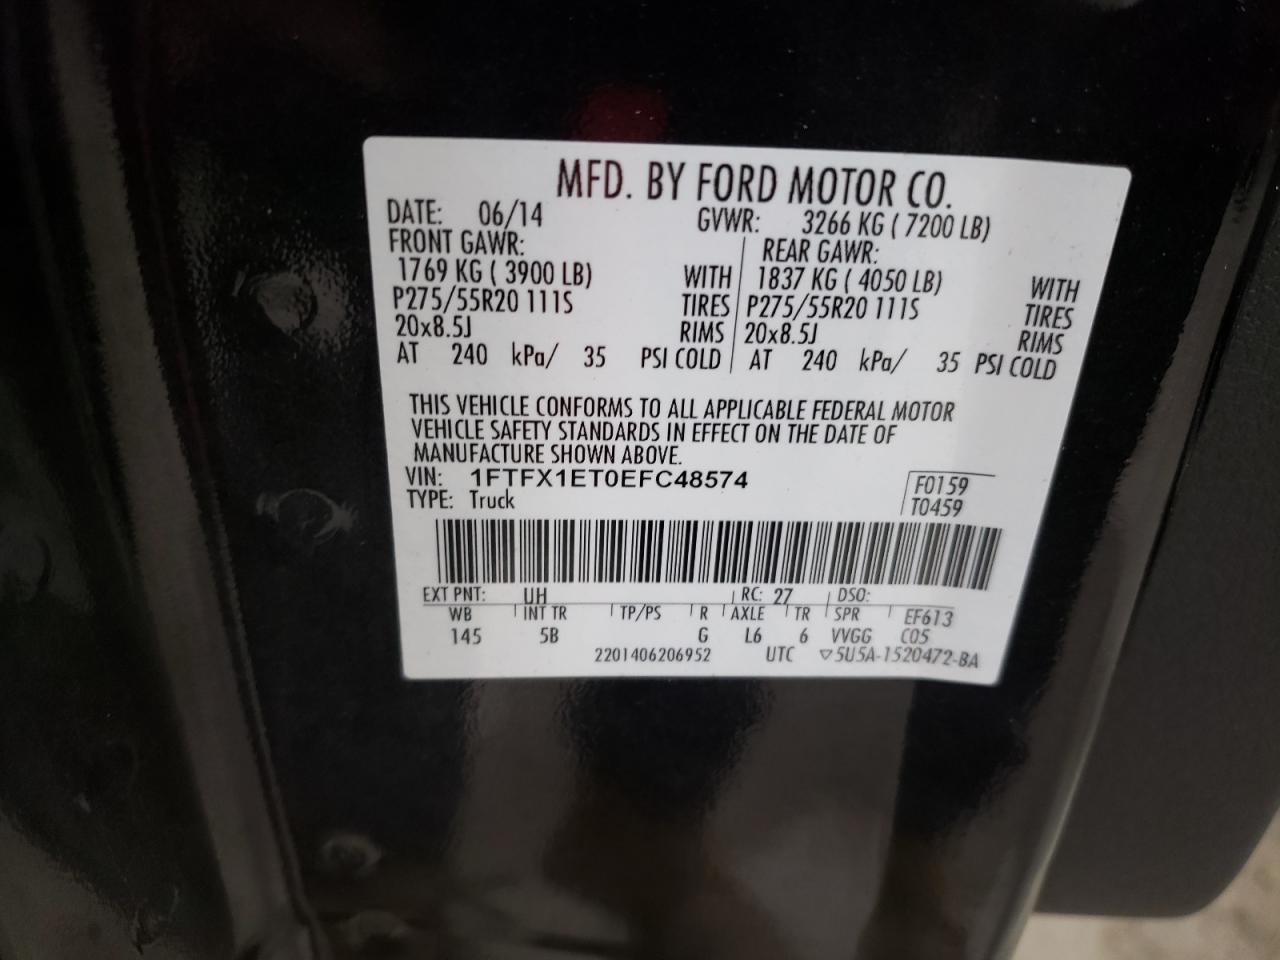 MFD. BY FORD MOTOR CO.
DATE: 06/14 GVWR: 3266 KG ( 7200 LB)
FRONT GAWR: REAR GAWR:
1769 KG ( 3900 LB) WITH 1837 KG ( 4050 LB) WITH
P275/55R20 111S TIRES P275/55R20 111S TIRES
20x8.5J RIMS 20x8.5J RIMS
AT 240 kPa/ 35 PSI COLD AT 240 kPa/ 35 PSI COLD
THIS VEHICLE CONFORMS TO ALL APPLICABLE FEDERAL MOTOR
VEHICLE SAFETY STANDARDS IN EFFECT ON THE DATE OF
MANUFACTURE SHOWN ABOVE.
VIN: 1FTFX1ET0EFC48574 F0159
TYPE: Truck T0459
EXT PNT: UH RC: 27 DSO:
WB INT TR TP/PS R AXLE TR SPR EF613
145 5B G L6 6 VVGG C05
2201406206952 UTC ▽5U5A-1520472-BA